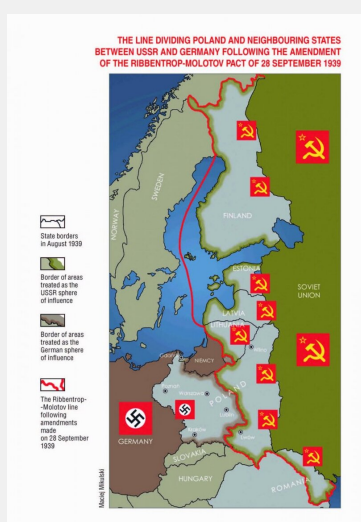 THE LINE DIVIDING POLAND AND NEIGHBOURING STATES
BETWEEN USSR AND GERMANY FOLLOWING THE AMENDMENT
OF THE RIBBENTROP-MOLOTOV PACT OF 28 SEPTEMBER 1939
NORWAY
SWEDEN
FINLAND
State borders
in August 1939
Border of areas
treated as the
USSR sphere
of influence
Border of areas
treated as the
German sphere
of influence
The Ribbentrop-
-Molotov line
following
amendments
made
on 28 September
1939
ESTONIA
SOVIET
UNION
LATVIA
LITHUANIA
NIEMCY
POLAND
GERMANY
SLOVAKIA
HUNGARY
ROMANIA
Maciej Mikulski